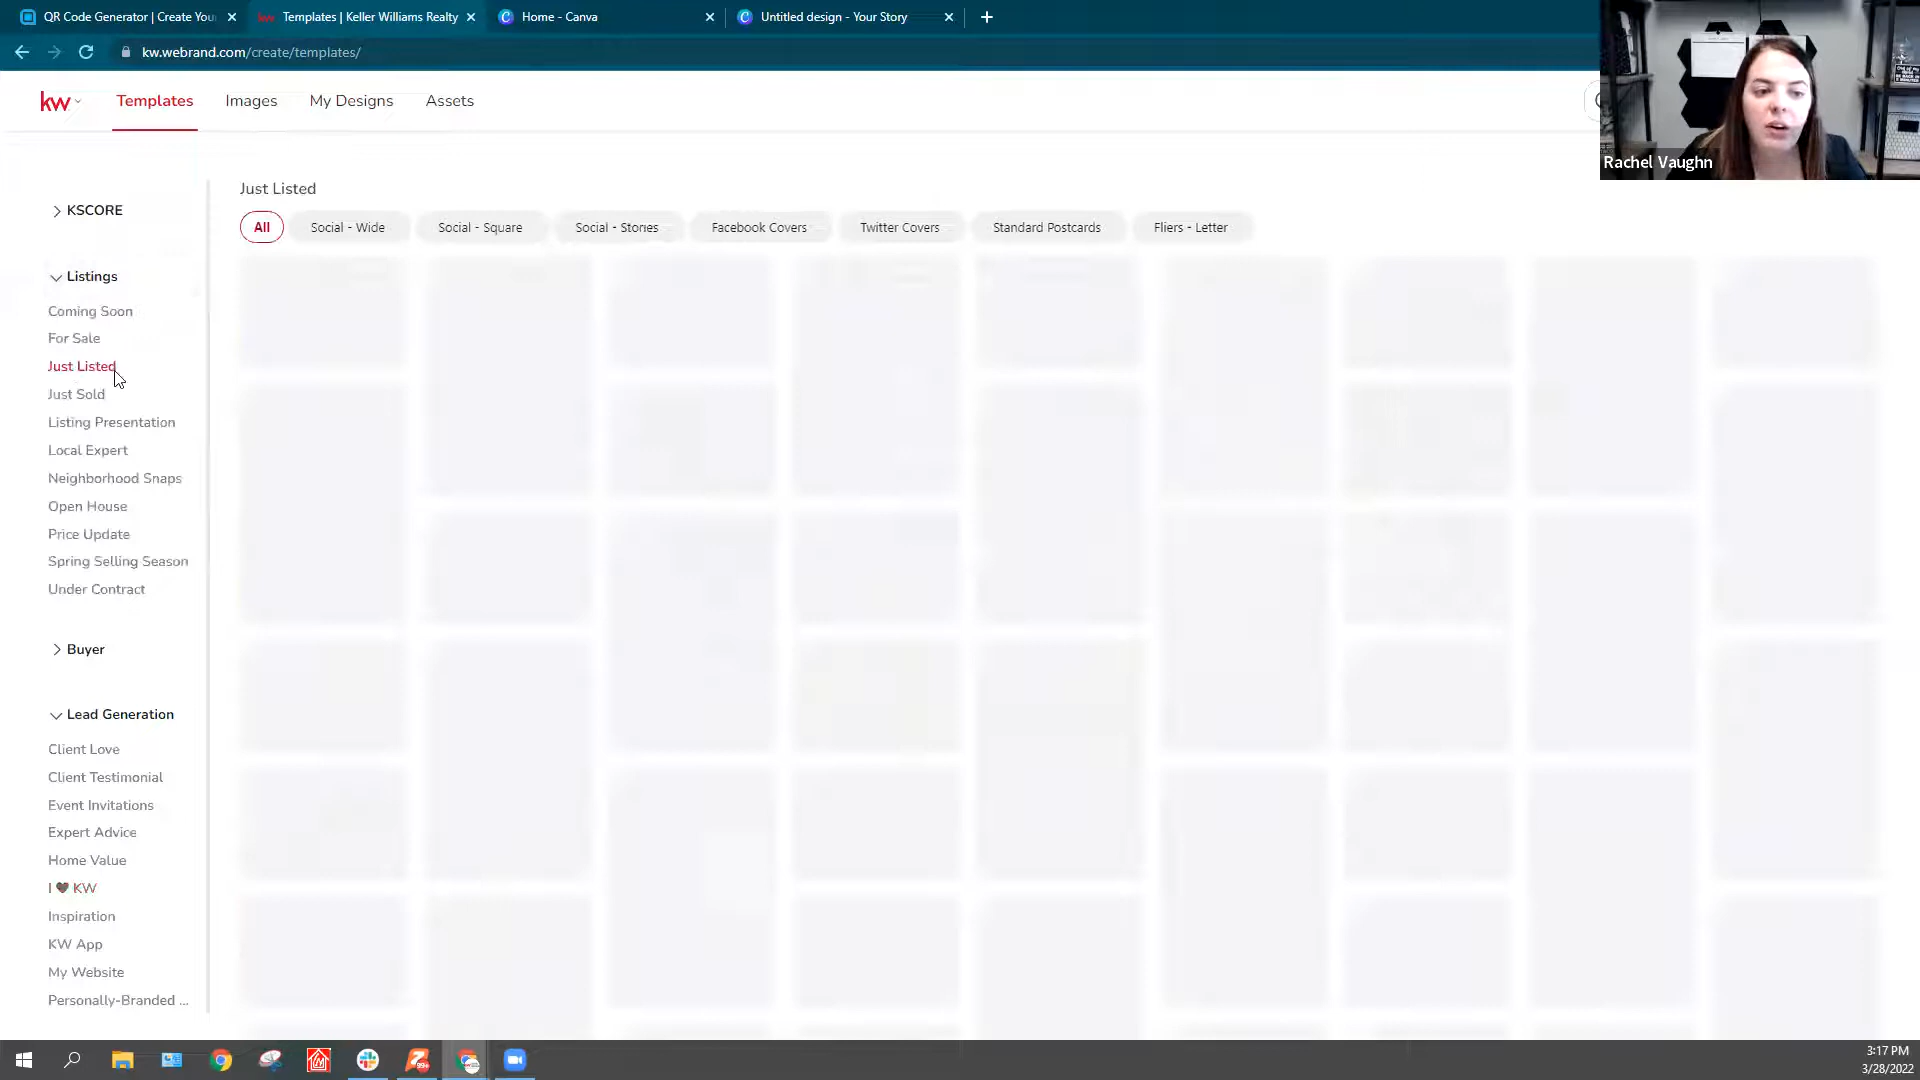 QR Code Generator | Create You
Templates | Keller Williams Realty
Home - Canva
Untitled design - Your Story
kw.webrand.com/create/templates/
kw
Templates
Images
My Designs
Assets
Rachel Vaughn
KSCORE
Listings
Coming Soon
For Sale
Just Listed
Just Sold
Listing Presentation
Local Expert
Neighborhood Snaps
Open House
Price Update
Spring Selling Season
Under Contract
Buyer
Lead Generation
Client Love
Client Testimonial
Event Invitations
Expert Advice
Home Value
I 🖤 KW
Inspiration
KW App
My Website
Personally-Branded ...
Just Listed
All
Social - Wide
Social - Square
Social - Stories
Facebook Covers
Twitter Covers
Standard Postcards
Fliers - Letter
3:17 PM
3/28/2022